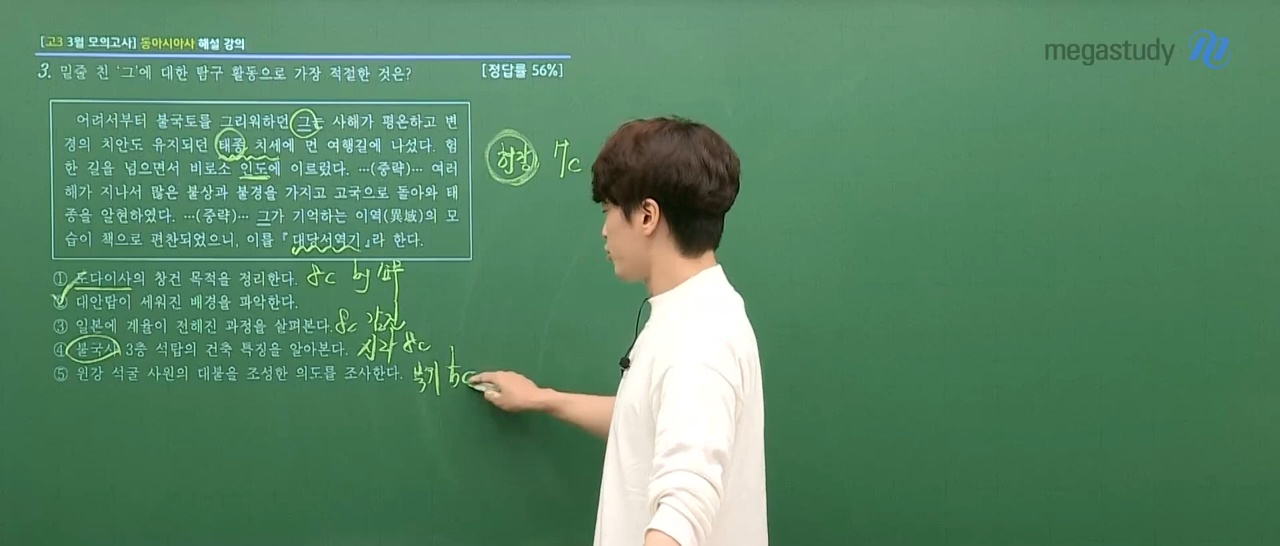 [고3 3월 모의고사] 동아시아사 해설 강의
megastudy
3. 밑줄 친 '그'에 대한 탐구 활동으로 가장 적절한 것은?
[정답률 56%]
어려서부터 불국토를 그리워하던 그는 사해가 평온하고 변
경의 치안도 유지되던 태종 치세에 먼 여행길에 나섰다. 험
한 길을 넘으면서 비로소 인도에 이르렀다. …(중략)… 여러
해가 지나서 많은 불상과 불경을 가지고 고국으로 돌아와 태
종을 알현하였다. …(중략)… 그가 기억하는 이역(異域)의 모
습이 책으로 편찬되었으니, 이를 『대당서역기』라 한다.
현장 7C
① 도다이사의 창건 목적을 정리한다. 8C
② 대안탑이 세워진 배경을 파악한다.
③ 일본에 계율이 전해진 과정을 살펴본다. 8C 감진
④ 불국사 3층 석탑의 건축 특징을 알아본다. 신라 8C
⑤ 윈강 석굴 사원의 대불을 조성한 의도를 조사한다. 5C